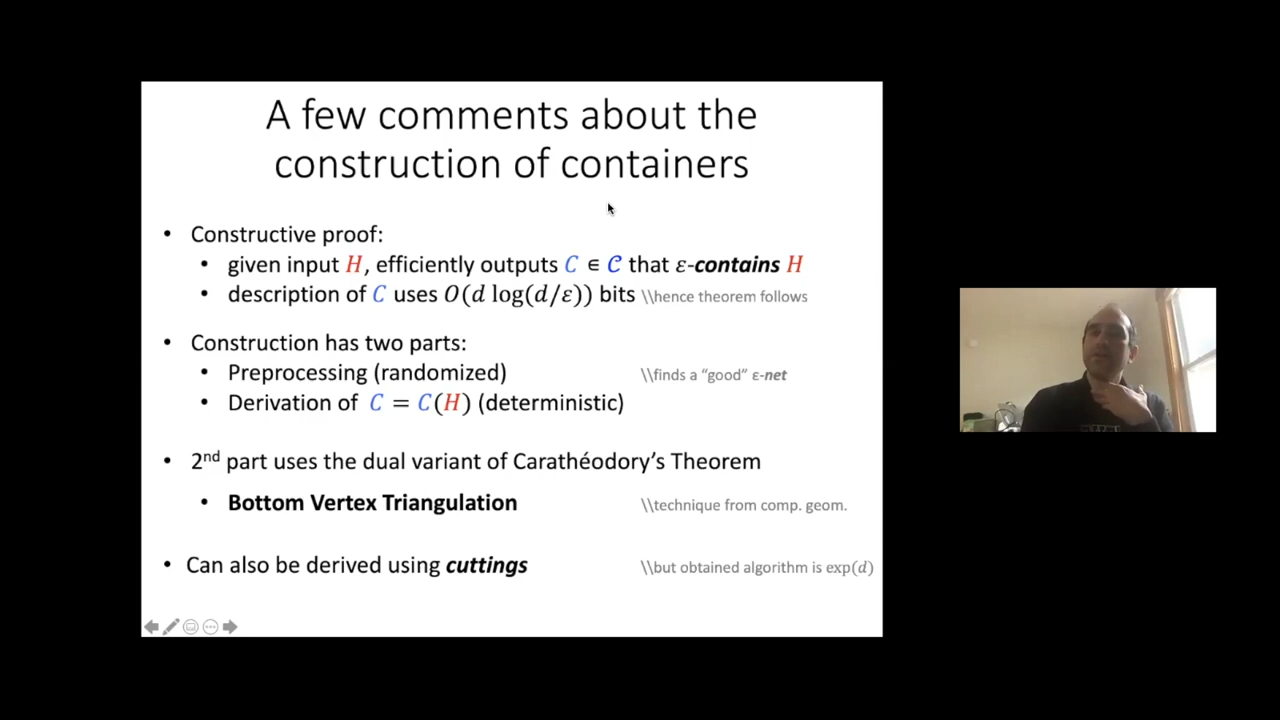 A few comments about the
construction of containers
• Constructive proof:
• given input H, efficiently outputs C ∈ 𝒞 that ε-contains H
• description of C uses O(d log(d/ε)) bits \\hence theorem follows
• Construction has two parts:
• Preprocessing (randomized) \\finds a “good” ε-net
• Derivation of C = C(H) (deterministic)
• 2nd part uses the dual variant of Carathéodory’s Theorem
• Bottom Vertex Triangulation \\technique from comp. geom.
• Can also be derived using cuttings \\but obtained algorithm is exp(d)